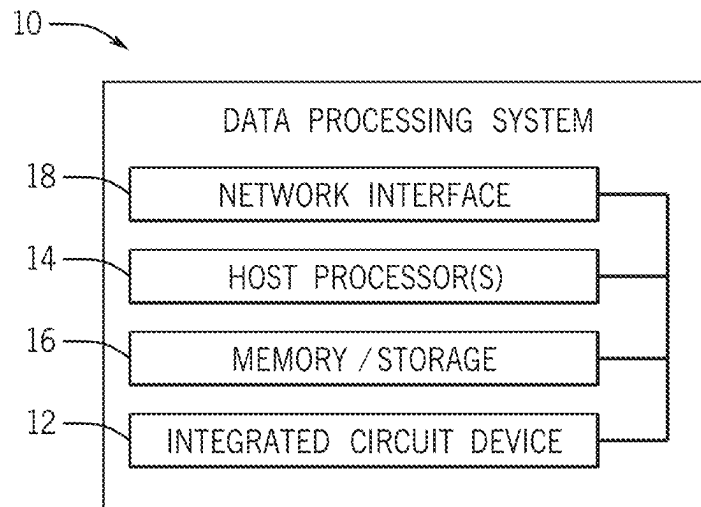 10
DATA PROCESSING SYSTEM
18 NETWORK INTERFACE
14 HOST PROCESSOR(S)
16 MEMORY / STORAGE
12 INTEGRATED CIRCUIT DEVICE